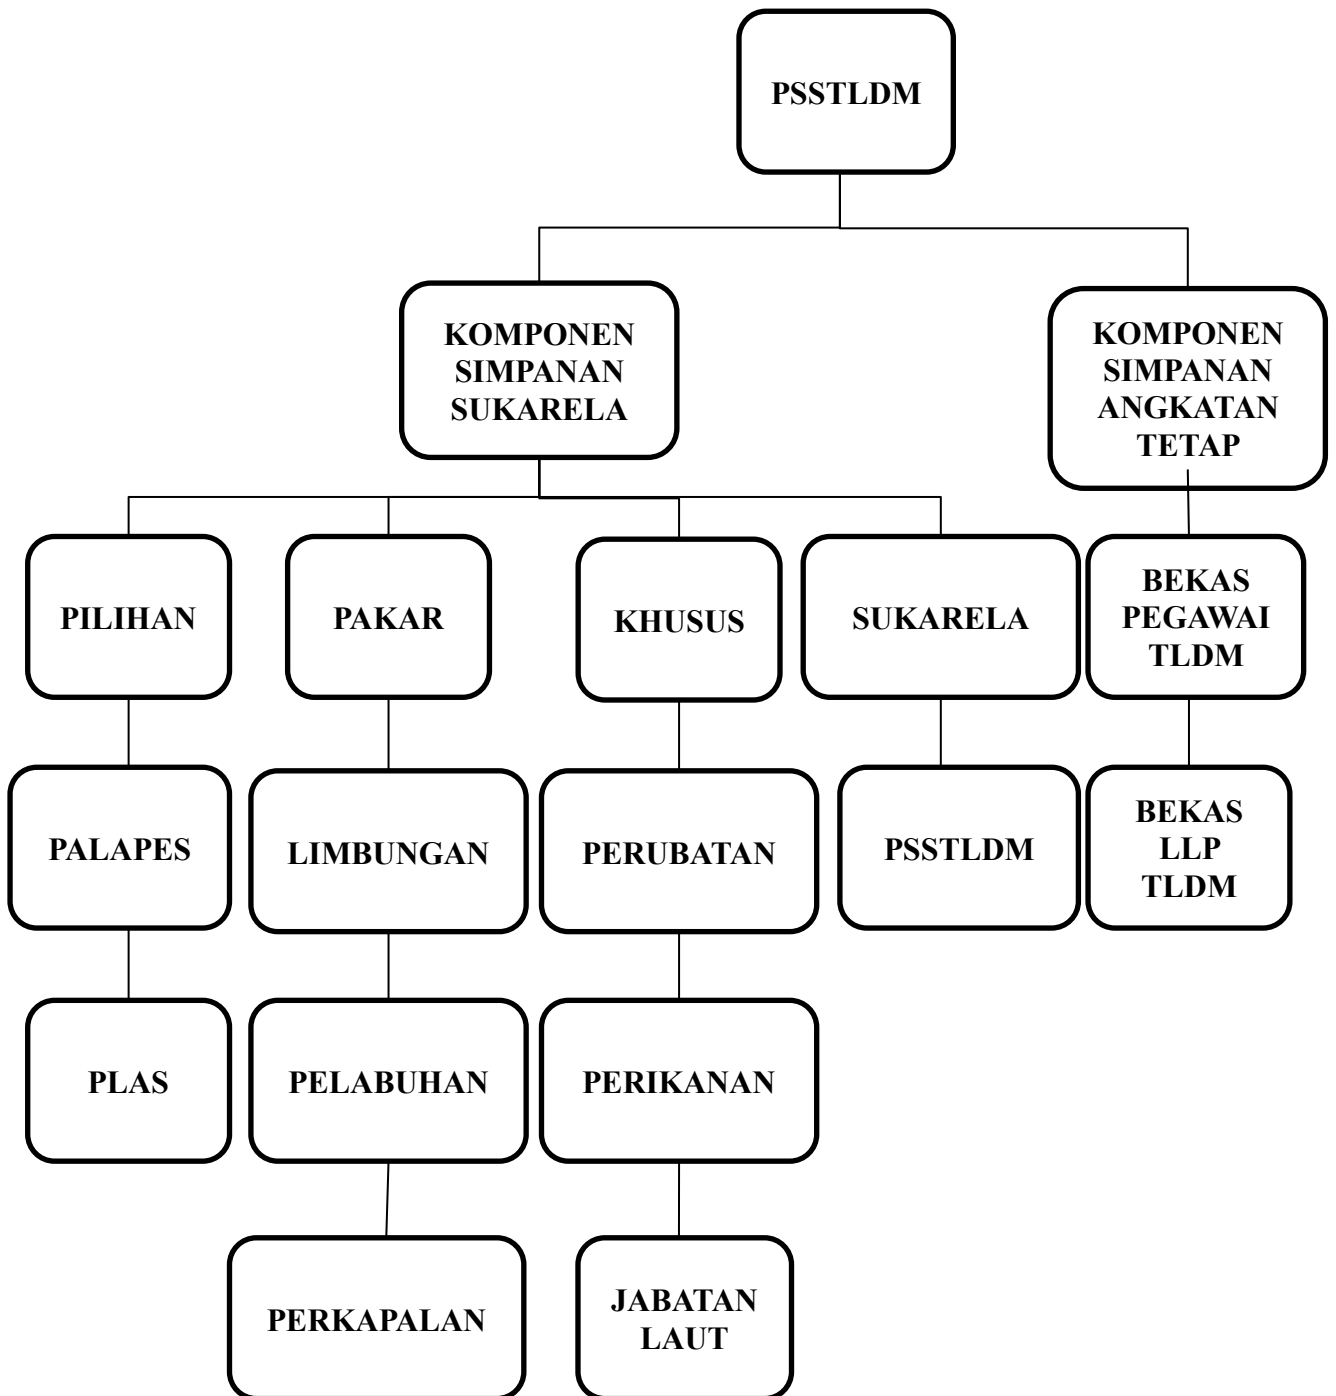 PSSTLDM
KOMPONEN
SIMPANAN
SUKARELA
KOMPONEN
SIMPANAN
ANGKATAN
TETAP
PILIHAN
PAKAR
KHUSUS
SUKARELA
BEKAS
PEGAWAI
TLDM
PALAPES
LIMBUNGAN
PERUBATAN
PSSTLDM
BEKAS
LLP
TLDM
PLAS
PELABUHAN
PERIKANAN
PERKAPALAN
JABATAN
LAUT